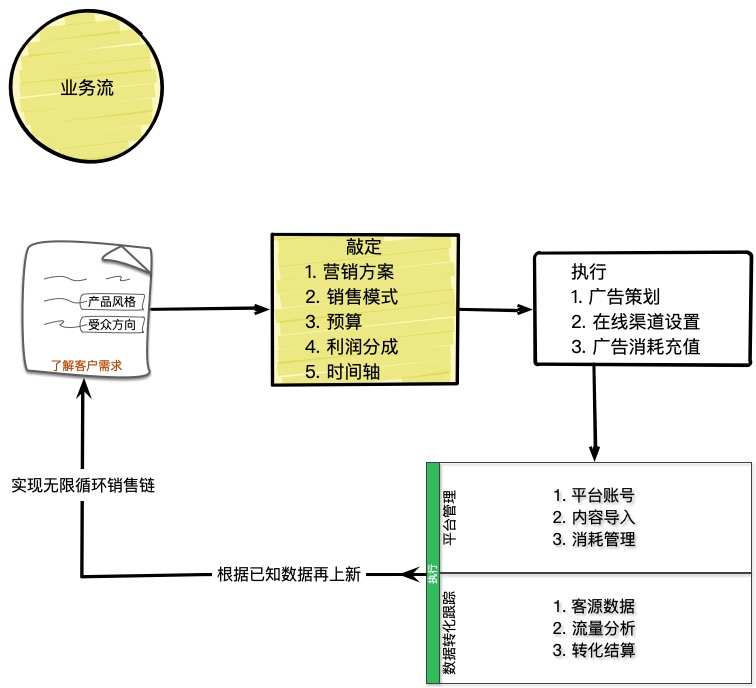 业务流
产品风格
受众方向
了解客户需求
敲定
1. 营销方案
2. 销售模式
3. 预算
4. 利润分成
5. 时间轴
执行
1. 广告策划
2. 在线渠道设置
3. 广告消耗充值
执行
平台管理
1. 平台账号
2. 内容导入
3. 消耗管理
数据转化跟踪
1. 客源数据
2. 流量分析
3. 转化结算
根据已知数据再上新
实现无限循环销售链